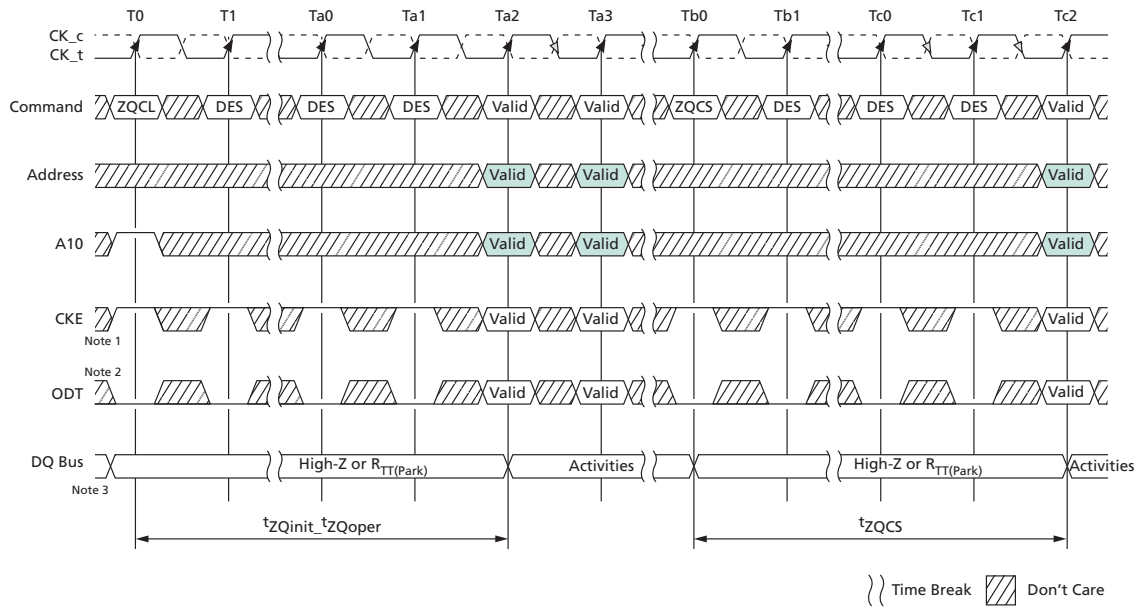 T0 T1 Ta0 Ta1 Ta2 Ta3 Tb0 Tb1 Tc0 Tc1 Tc2
CK_c
CK_t
Command ZQCL DES DES DES Valid Valid ZQCS DES DES DES Valid
Address Valid Valid Valid
A10 Valid Valid Valid
CKE Valid Valid Valid
Note 1
Note 2
ODT Valid Valid Valid
DQ Bus High-Z or RTT(Park) Activities High-Z or RTT(Park) Activities
Note 3
tZQinit_tZQoper tZQCS
Time Break Don't Care